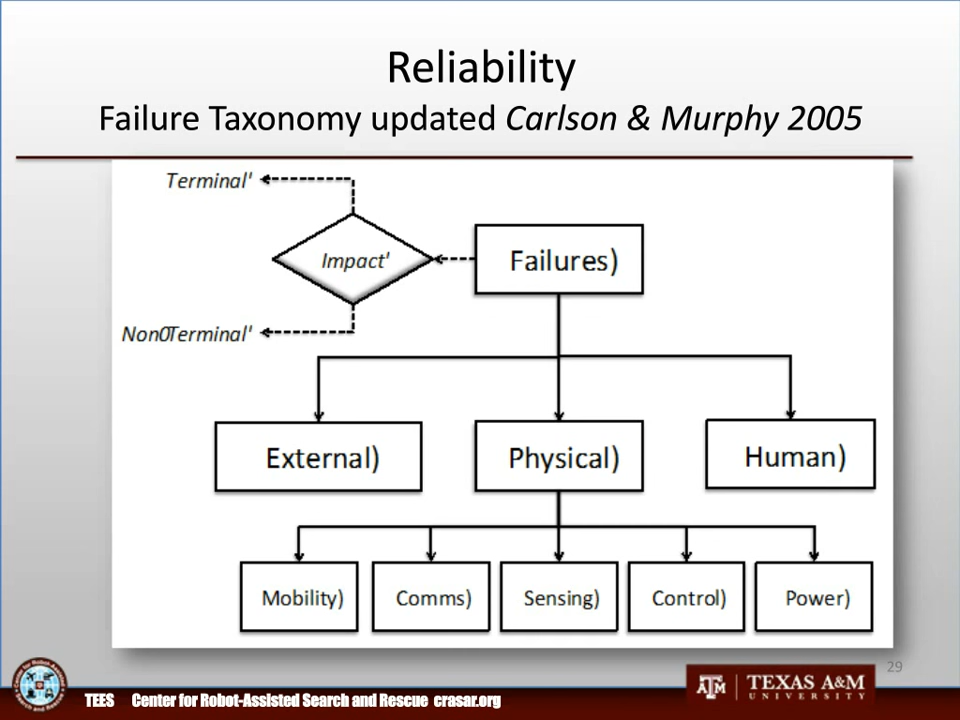 Reliability
Failure Taxonomy updated Carlson & Murphy 2005
Terminal'
Impact'
Failures)
Non0Terminal'
External)
Physical)
Human)
Mobility)
Comms)
Sensing)
Control)
Power)
29
TEES Center for Robot-Assisted Search and Rescue crasar.org
ATM TEXAS A&M
UNIVERSITY